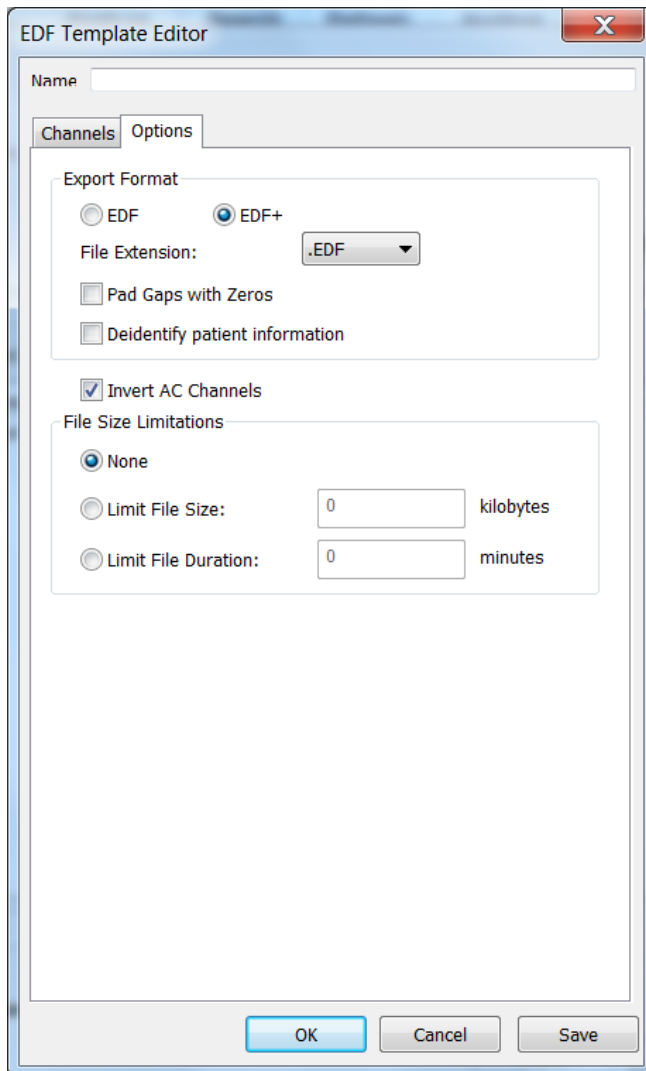 EDF Template Editor
X
Name
Channels Options
Export Format
EDF EDF+
File Extension: .EDF
Pad Gaps with Zeros
Deidentify patient information
Invert AC Channels
File Size Limitations
None
Limit File Size: 0 kilobytes
Limit File Duration: 0 minutes
OK Cancel Save